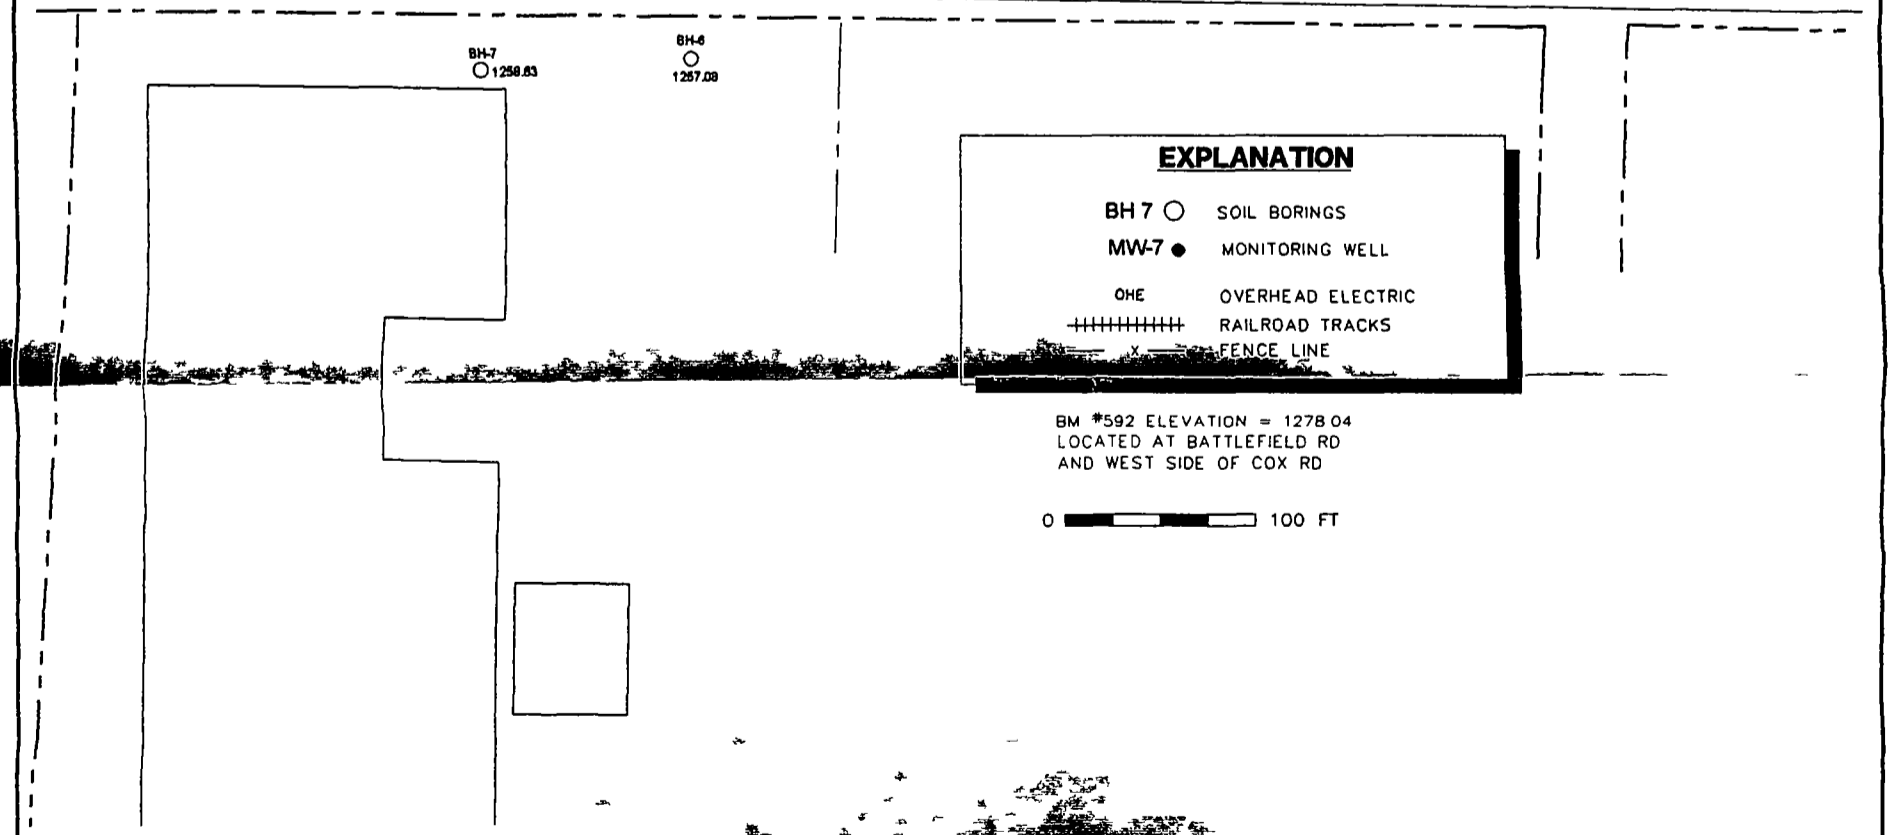 BH-7
1258.63
BH-6
1257.08
EXPLANATION
BH 7 SOIL BORINGS
MW-7 MONITORING WELL
OHE OVERHEAD ELECTRIC
RAILROAD TRACKS
X FENCE LINE
BM #592 ELEVATION = 1278 04
LOCATED AT BATTLEFIELD RD
AND WEST SIDE OF COX RD
0 100 FT